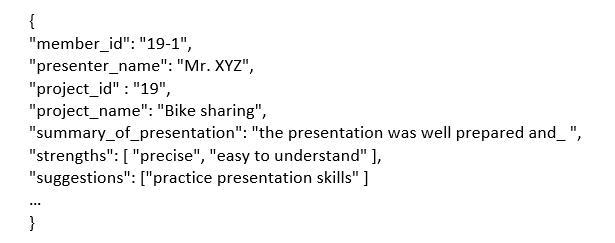 {
"member_id": "19-1",
"presenter_name": "Mr. XYZ",
"project_id" : "19",
"project_name": "Bike sharing",
"summary_of_presentation": "the presentation was well prepared and_ ",
"strengths": [ "precise", "easy to understand" ],
"suggestions": ["practice presentation skills" ]
...
}